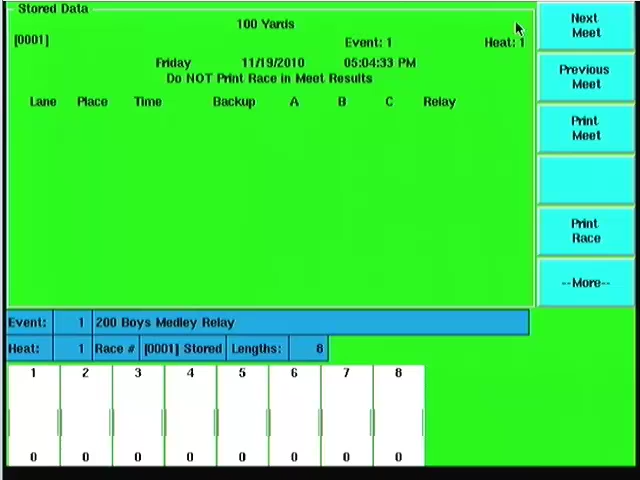 Stored Data
100 Yards
[0001]
Event: 1
Heat: 1
Friday 11/19/2010 05:04:33 PM
Do NOT Print Race in Meet Results
Lane Place Time Backup A B C Relay
Next
Meet
Previous
Meet
Print
Meet
Print
Race
--More--
Event: 1 200 Boys Medley Relay
Heat: 1 Race # [0001] Stored Lengths: 8
1 2 3 4 5 6 7 8
0 0 0 0 0 0 0 0